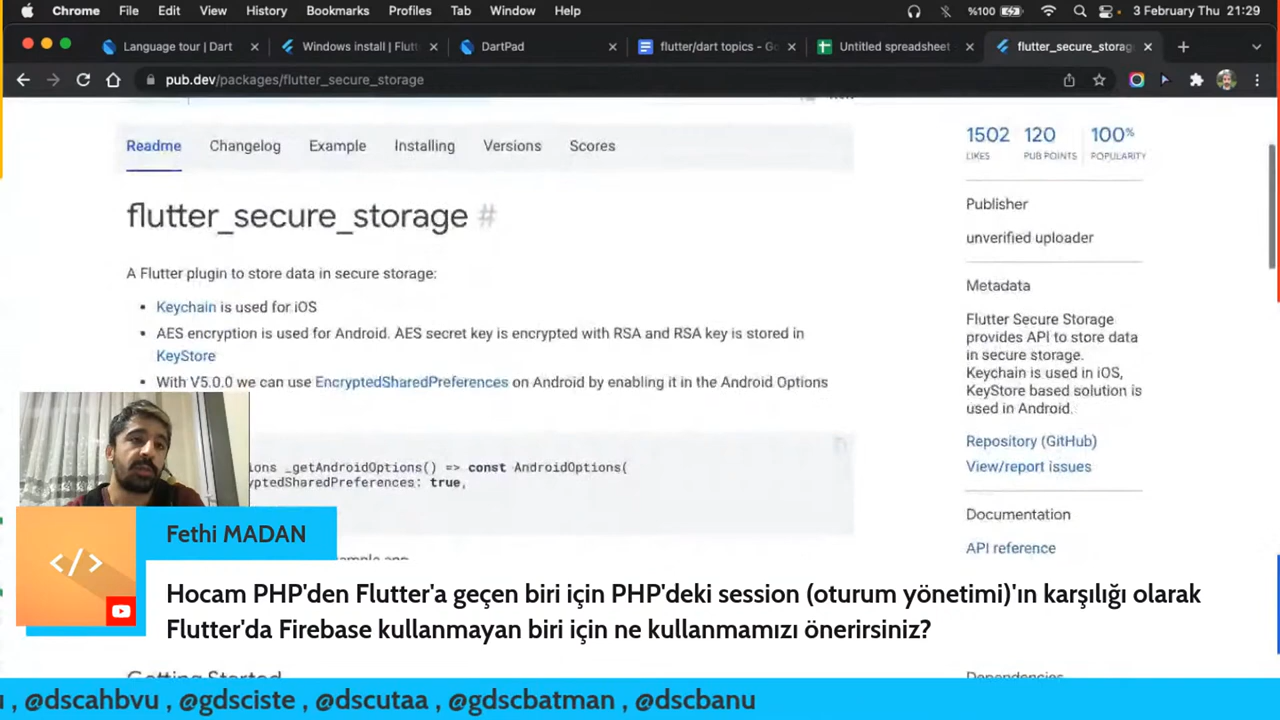 Chrome File Edit View History Bookmarks Profiles Tab Window Help %100 3 February Thu 21:29
Language tour | Dart Windows install | Flut DartPad flutter/dart topics - Go Untitled spreadsheet flutter_secure_storag
pub.dev/packages/flutter_secure_storage
Readme Changelog Example Installing Versions Scores
1502 120 100%
LIKES PUB POINTS POPULARITY
flutter_secure_storage #
Publisher
unverified uploader
A Flutter plugin to store data in secure storage:
Keychain is used for iOS
AES encryption is used for Android. AES secret key is encrypted with RSA and RSA key is stored in
KeyStore
With V5.0.0 we can use EncryptedSharedPreferences on Android by enabling it in the Android Options
Metadata
Flutter Secure Storage
provides API to store data
in secure storage.
Keychain is used in iOS,
KeyStore based solution is
used in Android.
Repository (GitHub)
View/report issues
ions _getAndroidOptions() => const AndroidOptions(
yptedSharedPreferences: true,
Documentation
API reference
Fethi MADAN
</>
Hocam PHP'den Flutter'a geçen biri için PHP'deki session (oturum yönetimi)'ın karşılığı olarak
Flutter'da Firebase kullanmayan biri için ne kullanmamızı önerirsiniz?
Getting Started
Dependencies
, @dscahbvu , @gdsciste , @dscutaa , @gdscbatman , @dscbanu